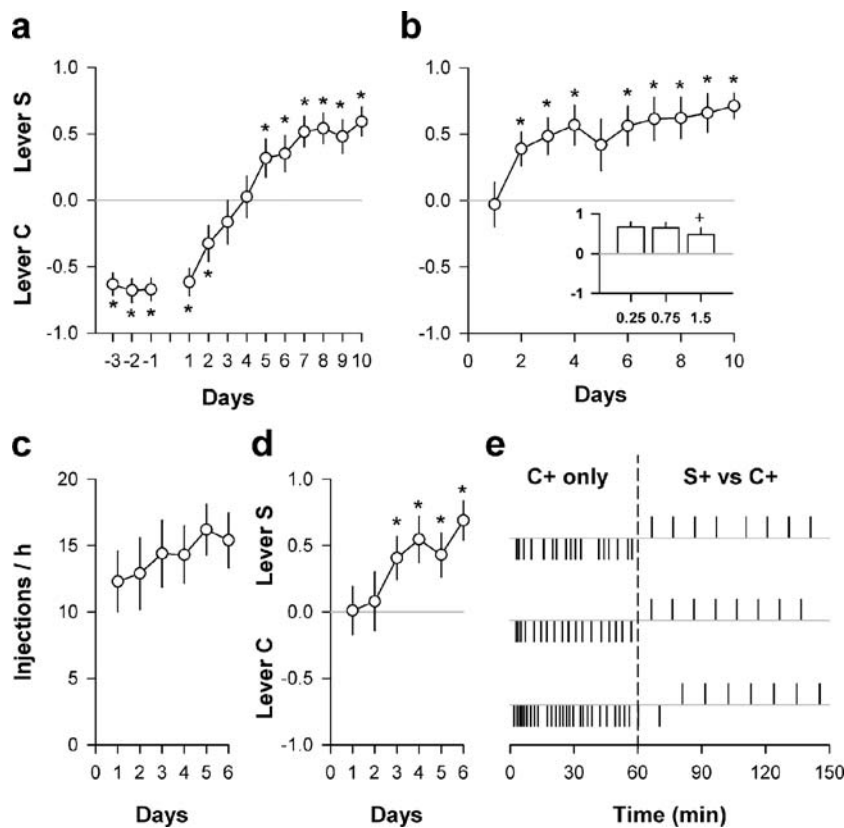 a
1.0
0.5
0.0
-0.5
-1.0
Lever S
Lever C
* * * * * * * * * * *
-3 -2 -1 1 2 3 4 5 6 7 8 9 10
Days
b
1.0
0.5
0.0
-0.5
-1.0
* * * * * * * *
1
0
-1
+
0.25 0.75 1.5
0 2 4 6 8 10
Days
c
20
15
10
5
0
Injections / h
0 1 2 3 4 5 6
Days
d
1.0
0.5
0.0
-0.5
-1.0
Lever S
Lever C
* * * *
0 1 2 3 4 5 6
Days
e
C+ only
S+ vs C+
0 30 60 90 120 150
Time (min)